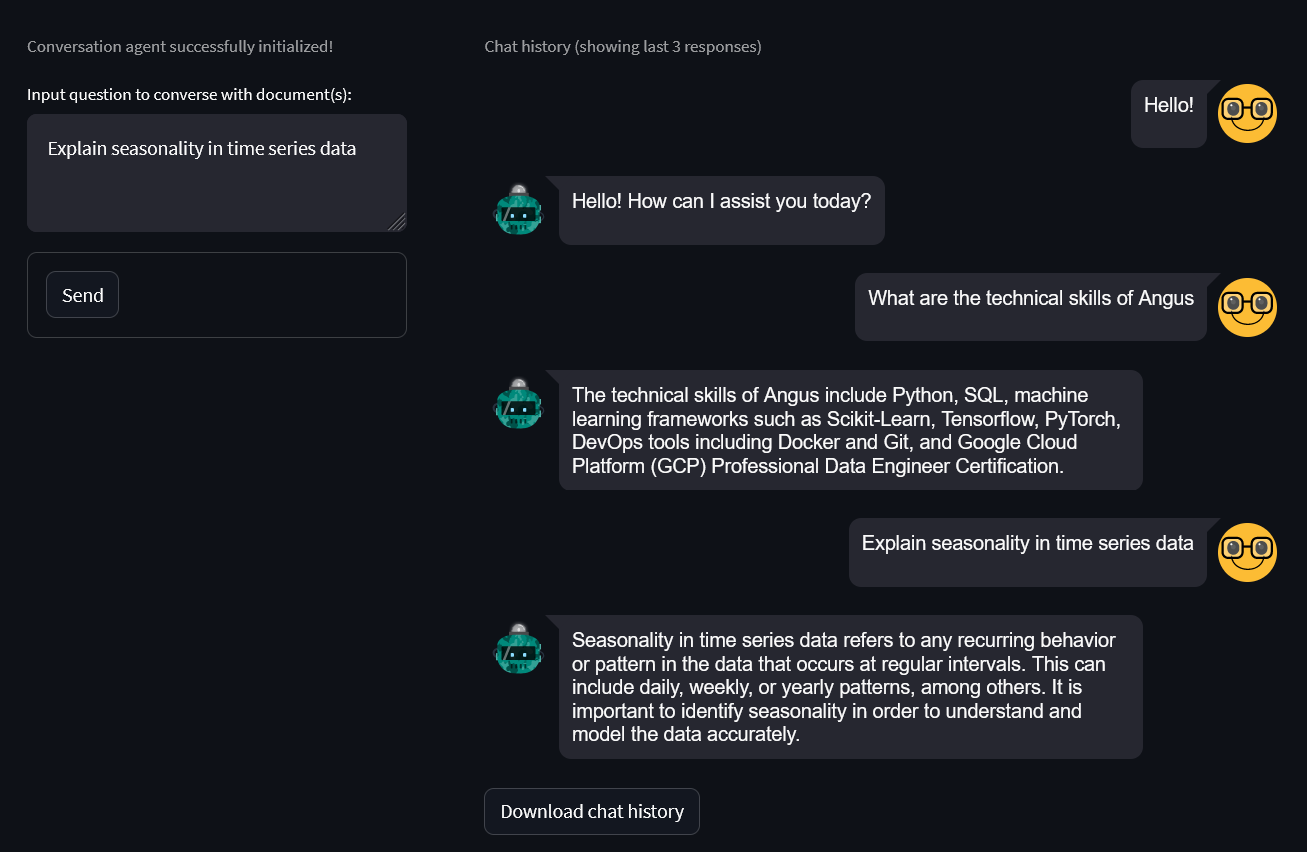 Conversation agent successfully initialized!
Input question to converse with document(s):
Explain seasonality in time series data
Send
Chat history (showing last 3 responses)
Hello!
Hello! How can I assist you today?
What are the technical skills of Angus
The technical skills of Angus include Python, SQL, machine
learning frameworks such as Scikit-Learn, Tensorflow, PyTorch,
DevOps tools including Docker and Git, and Google Cloud
Platform (GCP) Professional Data Engineer Certification.
Explain seasonality in time series data
Seasonality in time series data refers to any recurring behavior
or pattern in the data that occurs at regular intervals. This can
include daily, weekly, or yearly patterns, among others. It is
important to identify seasonality in order to understand and
model the data accurately.
Download chat history